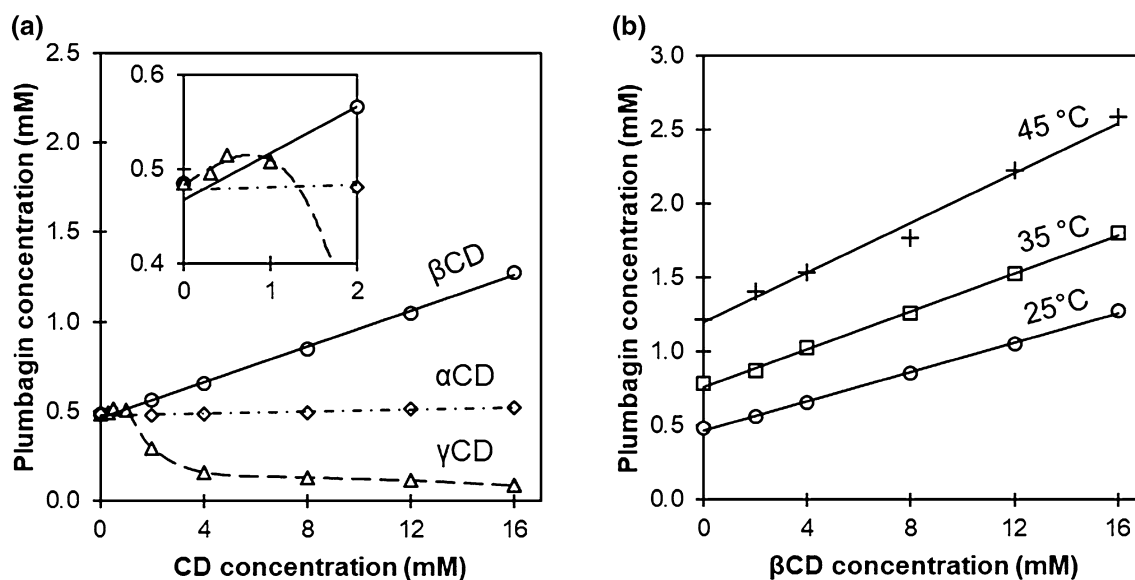 (a)
Plumbagin concentration (mM)
2.5
2.0
1.5
1.0
0.5
0.0
0.6
0.5
0.4
0 1 2
βCD
αCD
γCD
0 4 8 12 16
CD concentration (mM)
(b)
Plumbagin concentration (mM)
3.0
2.5
2.0
1.5
1.0
0.5
0.0
45 °C
35 °C
25°C
0 4 8 12 16
βCD concentration (mM)